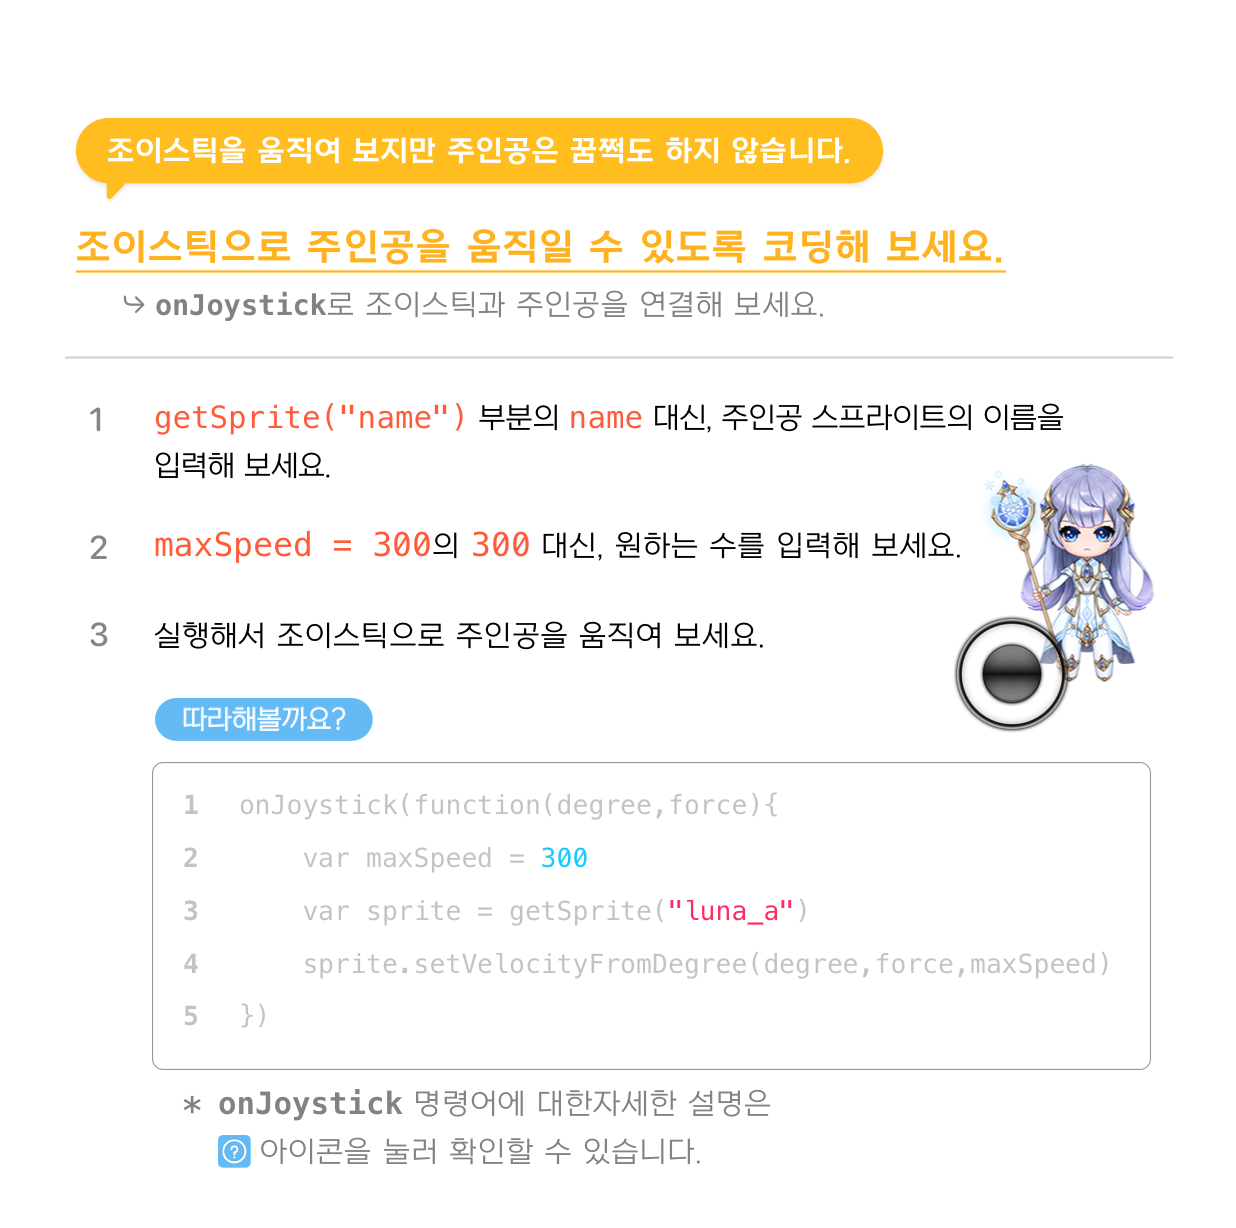 조이스틱을 움직여 보지만 주인공은 꿈쩍도 하지 않습니다.
조이스틱으로 주인공을 움직일 수 있도록 코딩해 보세요.
↪ onJoystick로 조이스틱과 주인공을 연결해 보세요.
1 getSprite("name") 부분의 name 대신, 주인공 스프라이트의 이름을
입력해 보세요.
2 maxSpeed = 300의 300 대신, 원하는 수를 입력해 보세요.
3 실행해서 조이스틱으로 주인공을 움직여 보세요.
따라해볼까요?
1 onJoystick(function(degree,force){
2     var maxSpeed = 300
3     var sprite = getSprite("luna_a")
4     sprite.setVelocityFromDegree(degree,force,maxSpeed)
5 })
* onJoystick 명령어에 대한자세한 설명은
? 아이콘을 눌러 확인할 수 있습니다.